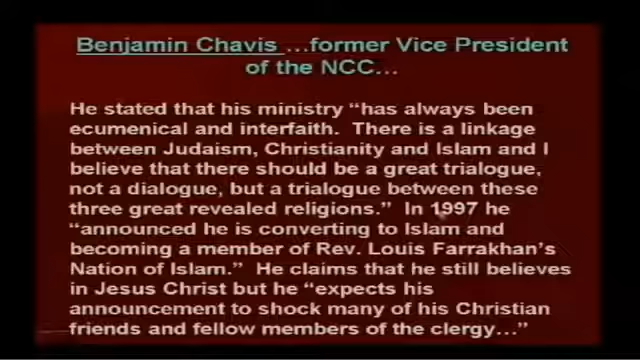 Benjamin Chavis ...former Vice President
of the NCC...
He stated that his ministry “has always been
ecumenical and interfaith. There is a linkage
between Judaism, Christianity and Islam and I
believe that there should be a great trialogue,
not a dialogue, but a trialogue between these
three great revealed religions.” In 1997 he
“announced he is converting to Islam and
becoming a member of Rev. Louis Farrakhan’s
Nation of Islam.” He claims that he still believes
in Jesus Christ but he “expects his
announcement to shock many of his Christian
friends and fellow members of the clergy...”